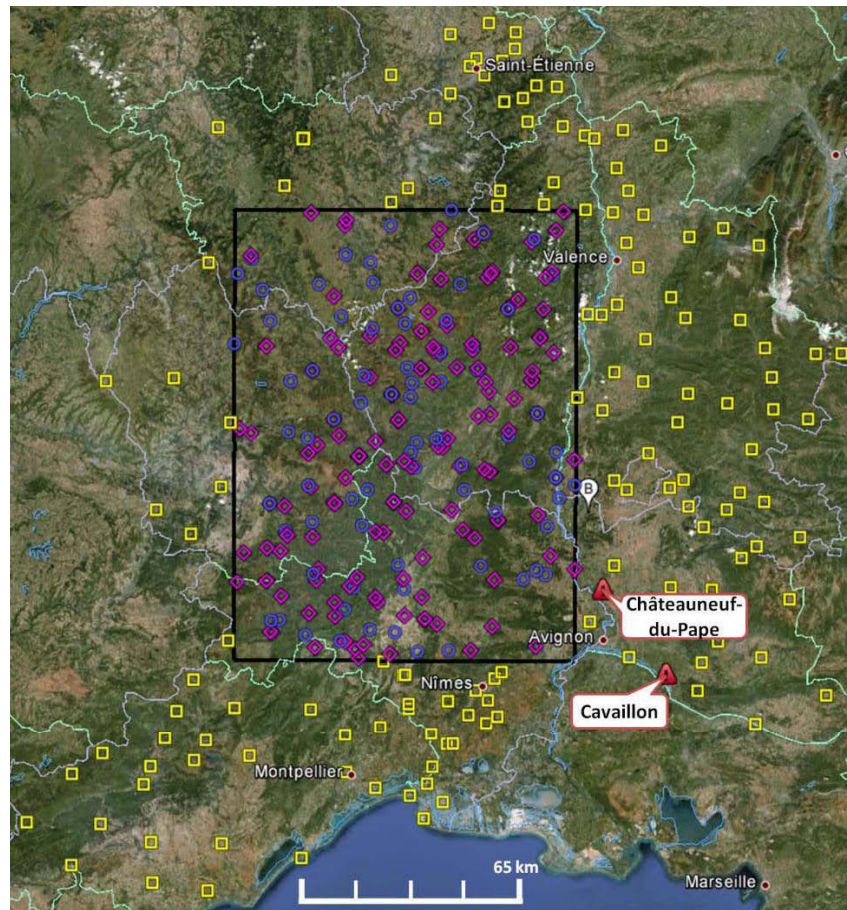 Saint-Étienne
Valence
B
Châteauneuf-
du-Pape
Avignon
Cavaillon
Nîmes
Montpellier
65 km
Marseille